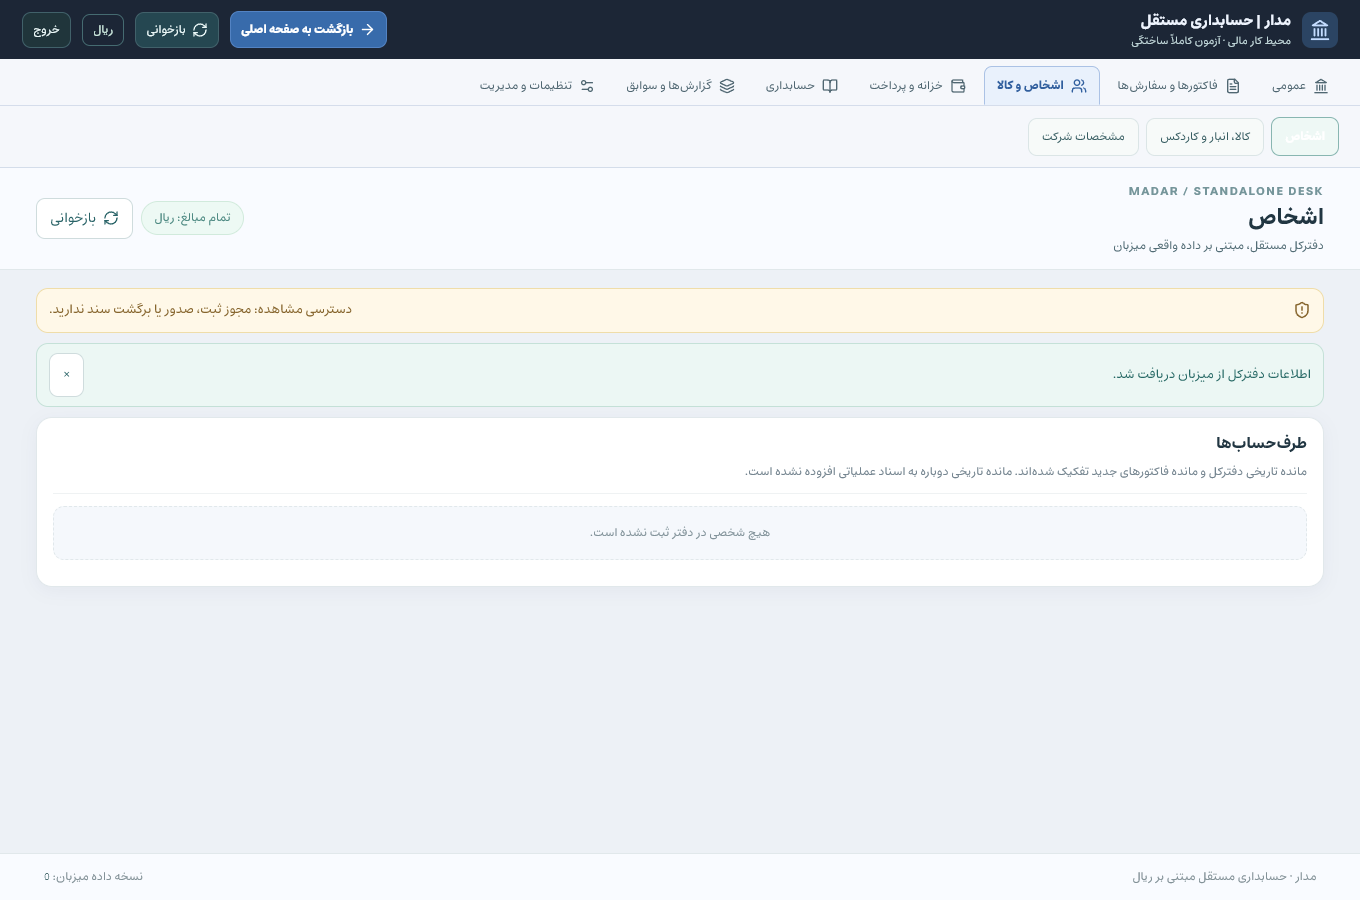 مدار | حسابداری مستقل
محیط کار مالی · آزمون کاملاً ساختگی
بازگشت به صفحه اصلی
بازخوانی
ریال
خروج
عمومی
فاکتورها و سفارش‌ها
اشخاص و کالا
خزانه و پرداخت
حسابداری
گزارش‌ها و سوابق
تنظیمات و مدیریت
اشخاص
کالا، انبار و کاردکس
مشخصات شرکت
MADAR / STANDALONE DESK
اشخاص
دفترکل مستقل، مبتنی بر داده واقعی میزبان
تمام مبالغ: ریال
بازخوانی
دسترسی مشاهده: مجوز ثبت، صدور یا برگشت سند ندارید.
اطلاعات دفترکل از میزبان دریافت شد.
×
طرف‌حساب‌ها
مانده تاریخی دفترکل و مانده فاکتورهای جدید تفکیک شده‌اند. مانده تاریخی دوباره به اسناد عملیاتی افزوده نشده است.
هیچ شخصی در دفتر ثبت نشده است.
مدار · حسابداری مستقل مبتنی بر ریال
نسخه داده میزبان: 0